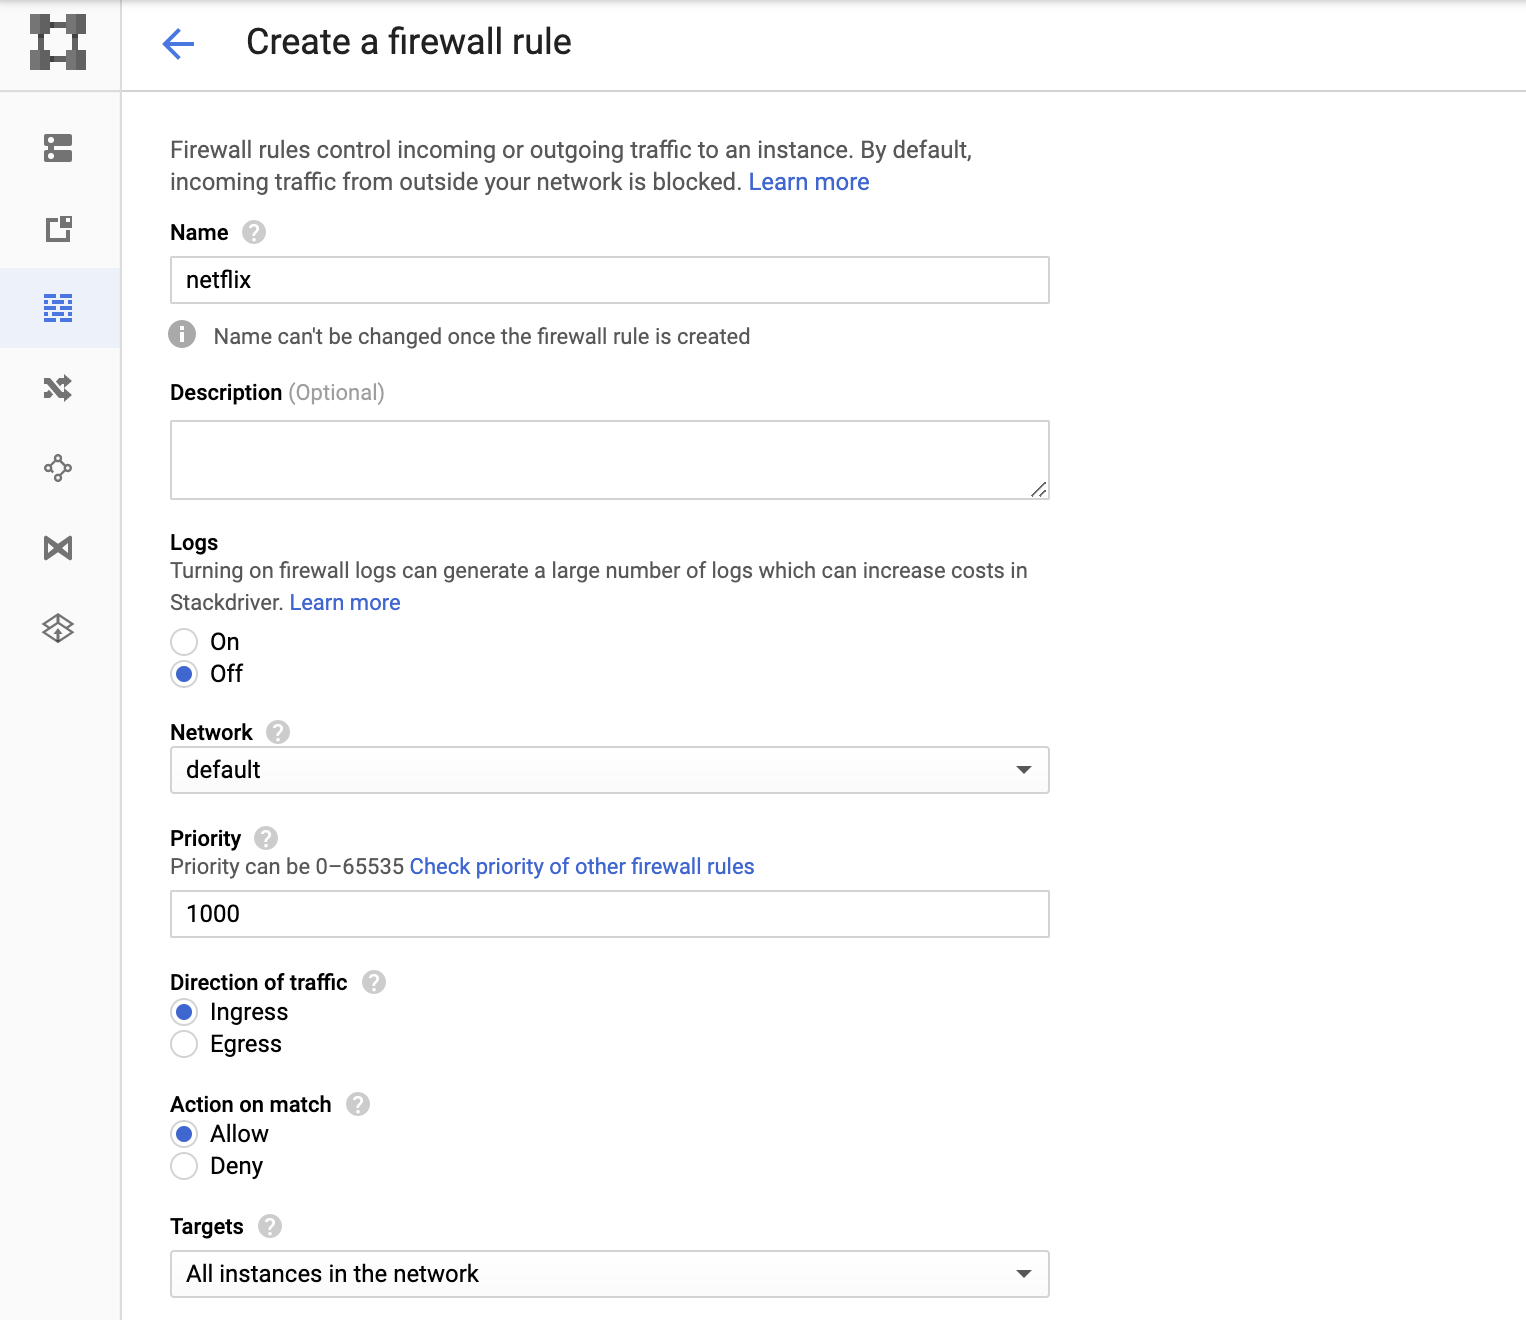 Create a firewall rule
Firewall rules control incoming or outgoing traffic to an instance. By default,
incoming traffic from outside your network is blocked. Learn more
Name
netflix
Name can't be changed once the firewall rule is created
Description (Optional)
Logs
Turning on firewall logs can generate a large number of logs which can increase costs in
Stackdriver. Learn more
On
Off
Network
default
Priority
Priority can be 0–65535 Check priority of other firewall rules
1000
Direction of traffic
Ingress
Egress
Action on match
Allow
Deny
Targets
All instances in the network